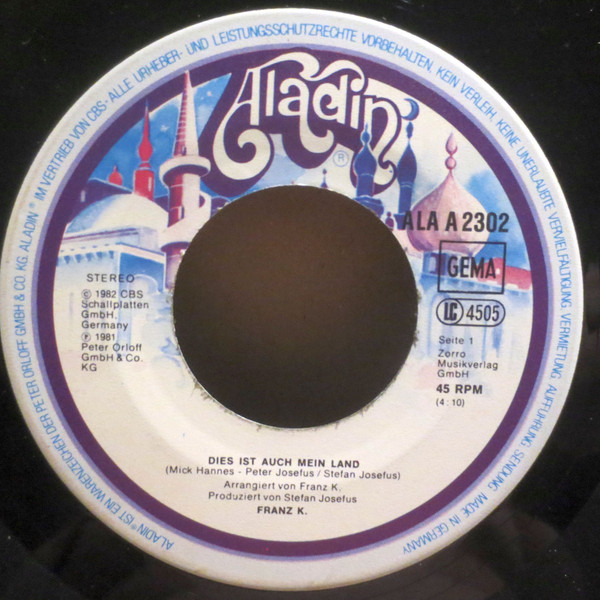 ALADIN® IST EIN WARENZEICHEN DER PETER ORLOFF GMBH & CO. KG. ALADIN® IM VERTRIEB VON CBS - ALLE URHEBER- UND LEISTUNGSSCHUTZRECHTE VORBEHALTEN. KEIN VERLEIH, KEINE UNERLAUBTE VERVIELFÄLTIGUNG, VERMIETUNG, AUFFÜHRUNG, SENDUNG. MADE IN GERMANY
Aladin
®
ALA A 2302
GEMA
LC 4505
STEREO
© 1982 CBS
Schallplatten
GmbH,
Germany
℗ 1981
Peter Orloff
GmbH & Co.
KG
Seite 1
Zorro
Musikverlag
GmbH
45 RPM
(4:10)
DIES IST AUCH MEIN LAND
(Mick Hannes - Peter Josefus / Stefan Josefus)
Arrangiert von Franz K.
Produziert von Stefan Josefus
FRANZ K.